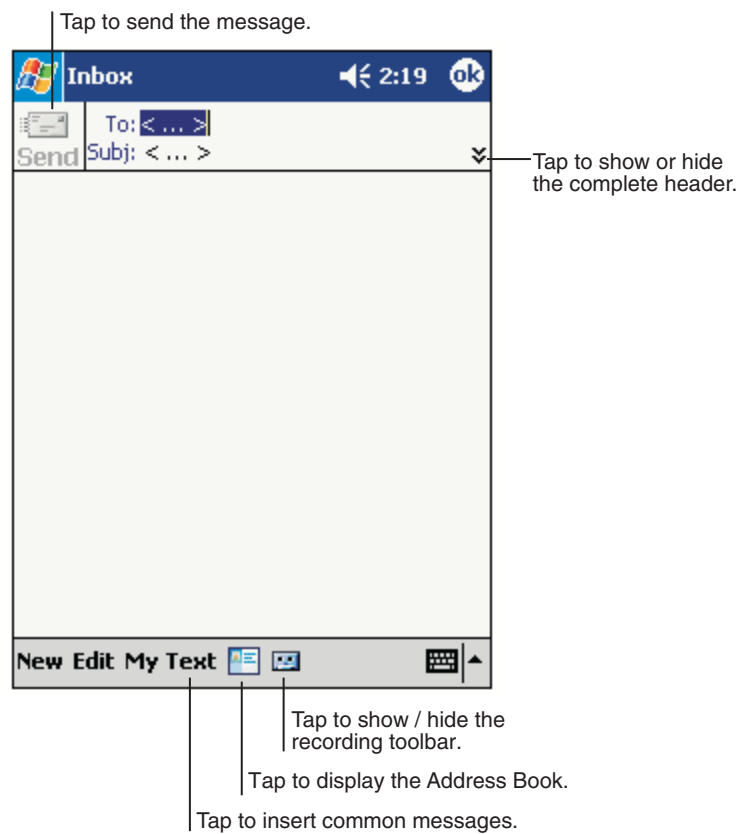 Tap to send the message.
Inbox 2:19 ok
To: < ... >
Send Subj: < ... >
Tap to show or hide
the complete header.
New Edit My Text
Tap to show / hide the
recording toolbar.
Tap to display the Address Book.
Tap to insert common messages.